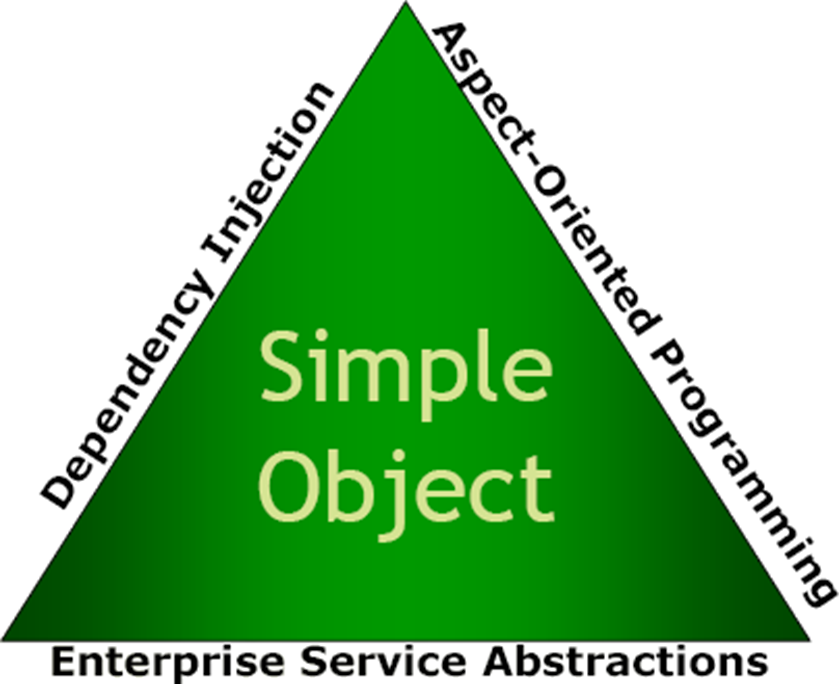 Dependency Injection
Aspect-Oriented Programming
Simple
Object
Enterprise Service Abstractions